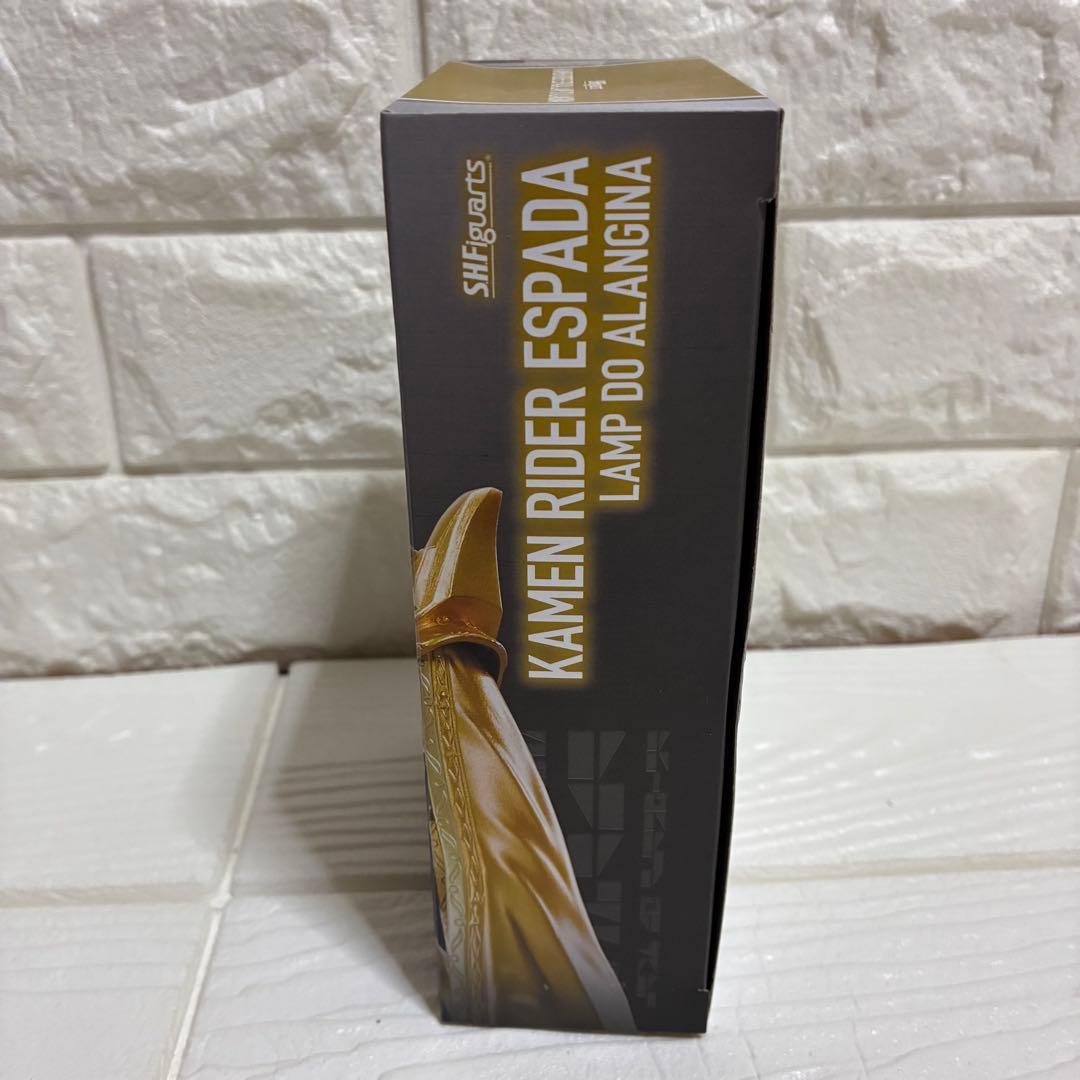 S.H.Figuarts
KAMEN RIDER ESPADA
LAMP DO ALANGINA